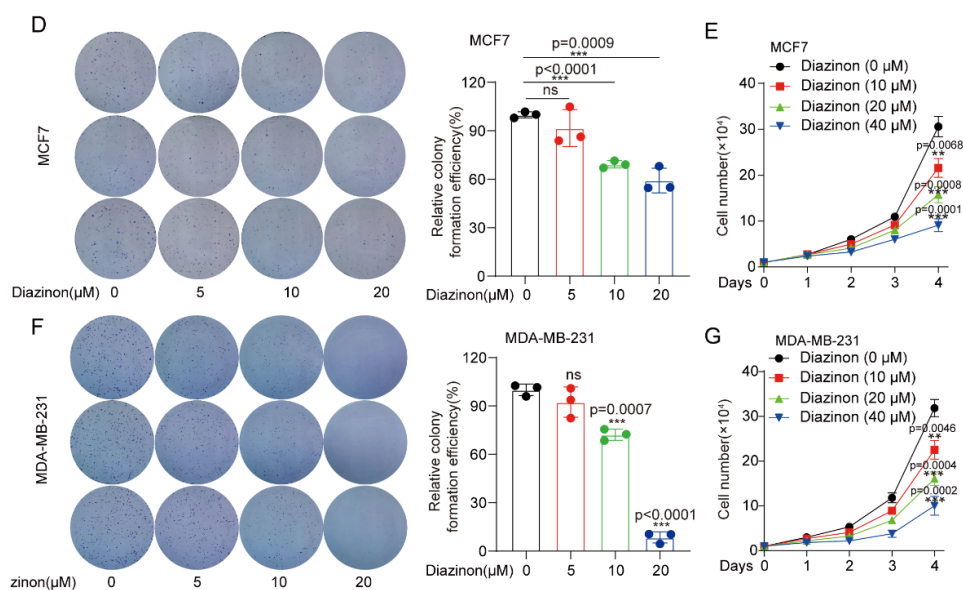 D
MCF7
Diazinon(μM) 0 5 10 20
MCF7
p=0.0009
***
p<0.0001
***
ns
Relative colony
formation efficiency(%)
120
90
60
30
0
Diazinon(μM) 0 5 10 20
E
MCF7
Diazinon (0 μM)
Diazinon (10 μM)
Diazinon (20 μM)
Diazinon (40 μM)
Cell number(×10⁴)
40
30
20
10
0
p=0.0068
**
p=0.0008
***
p=0.0001
***
Days 0 1 2 3 4
F
MDA-MB-231
0 5 10 20
zinon(μM)
MDA-MB-231
Relative colony
formation efficiency(%)
120
90
60
30
0
ns
p=0.0007
***
p<0.0001
***
Diazinon(μM) 0 5 10 20
G
MDA-MB-231
Diazinon (0 μM)
Diazinon (10 μM)
Diazinon (20 μM)
Diazinon (40 μM)
Cell number(×10⁴)
40
30
20
10
0
p=0.0046
**
p=0.0004
***
p=0.0002
***
Days 0 1 2 3 4